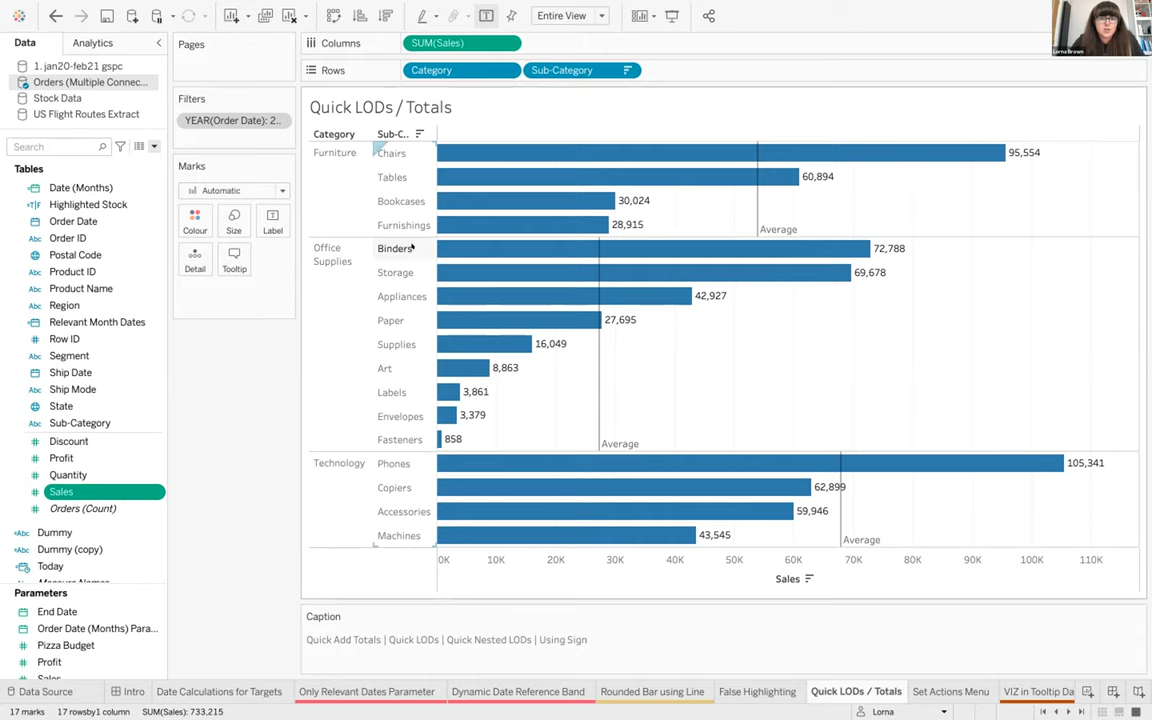 Entire View
Lorna Brown
Data
Analytics
1. jan20-feb21 gspc
Orders (Multiple Connec...
Stock Data
US Flight Routes Extract
Search
Tables
Date (Months)
Highlighted Stock
Order Date
Order ID
Postal Code
Product ID
Product Name
Region
Relevant Month Dates
Row ID
Segment
Ship Date
Ship Mode
State
Sub-Category
Discount
Profit
Quantity
Sales
Orders (Count)
Dummy
Dummy (copy)
Today
Measure Names
Parameters
End Date
Order Date (Months) Para...
Pizza Budget
Profit
Sales
Pages
Filters
YEAR(Order Date): 2..
Marks
Automatic
Colour
Size
Label
Detail
Tooltip
Columns
SUM(Sales)
Rows
Category
Sub-Category
Quick LODs / Totals
Category
Sub-C..
Furniture
Chairs
95,554
Tables
60,894
Bookcases
30,024
Furnishings
28,915
Average
Office
Supplies
Binders
72,788
Storage
69,678
Appliances
42,927
Paper
27,695
Supplies
16,049
Art
8,863
Labels
3,861
Envelopes
3,379
Fasteners
858
Average
Technology
Phones
105,341
Copiers
62,899
Accessories
59,946
Machines
43,545
Average
0K 10K 20K 30K 40K 50K 60K 70K 80K 90K 100K 110K
Sales
Caption
Quick Add Totals | Quick LODs | Quick Nested LODs | Using Sign
Data Source
Intro
Date Calculations for Targets
Only Relevant Dates Parameter
Dynamic Date Reference Band
Rounded Bar using Line
False Highlighting
Quick LODs / Totals
Set Actions Menu
VIZ in Tooltip Da
17 marks
17 rowsby1 column
SUM(Sales): 733,215
Lorna